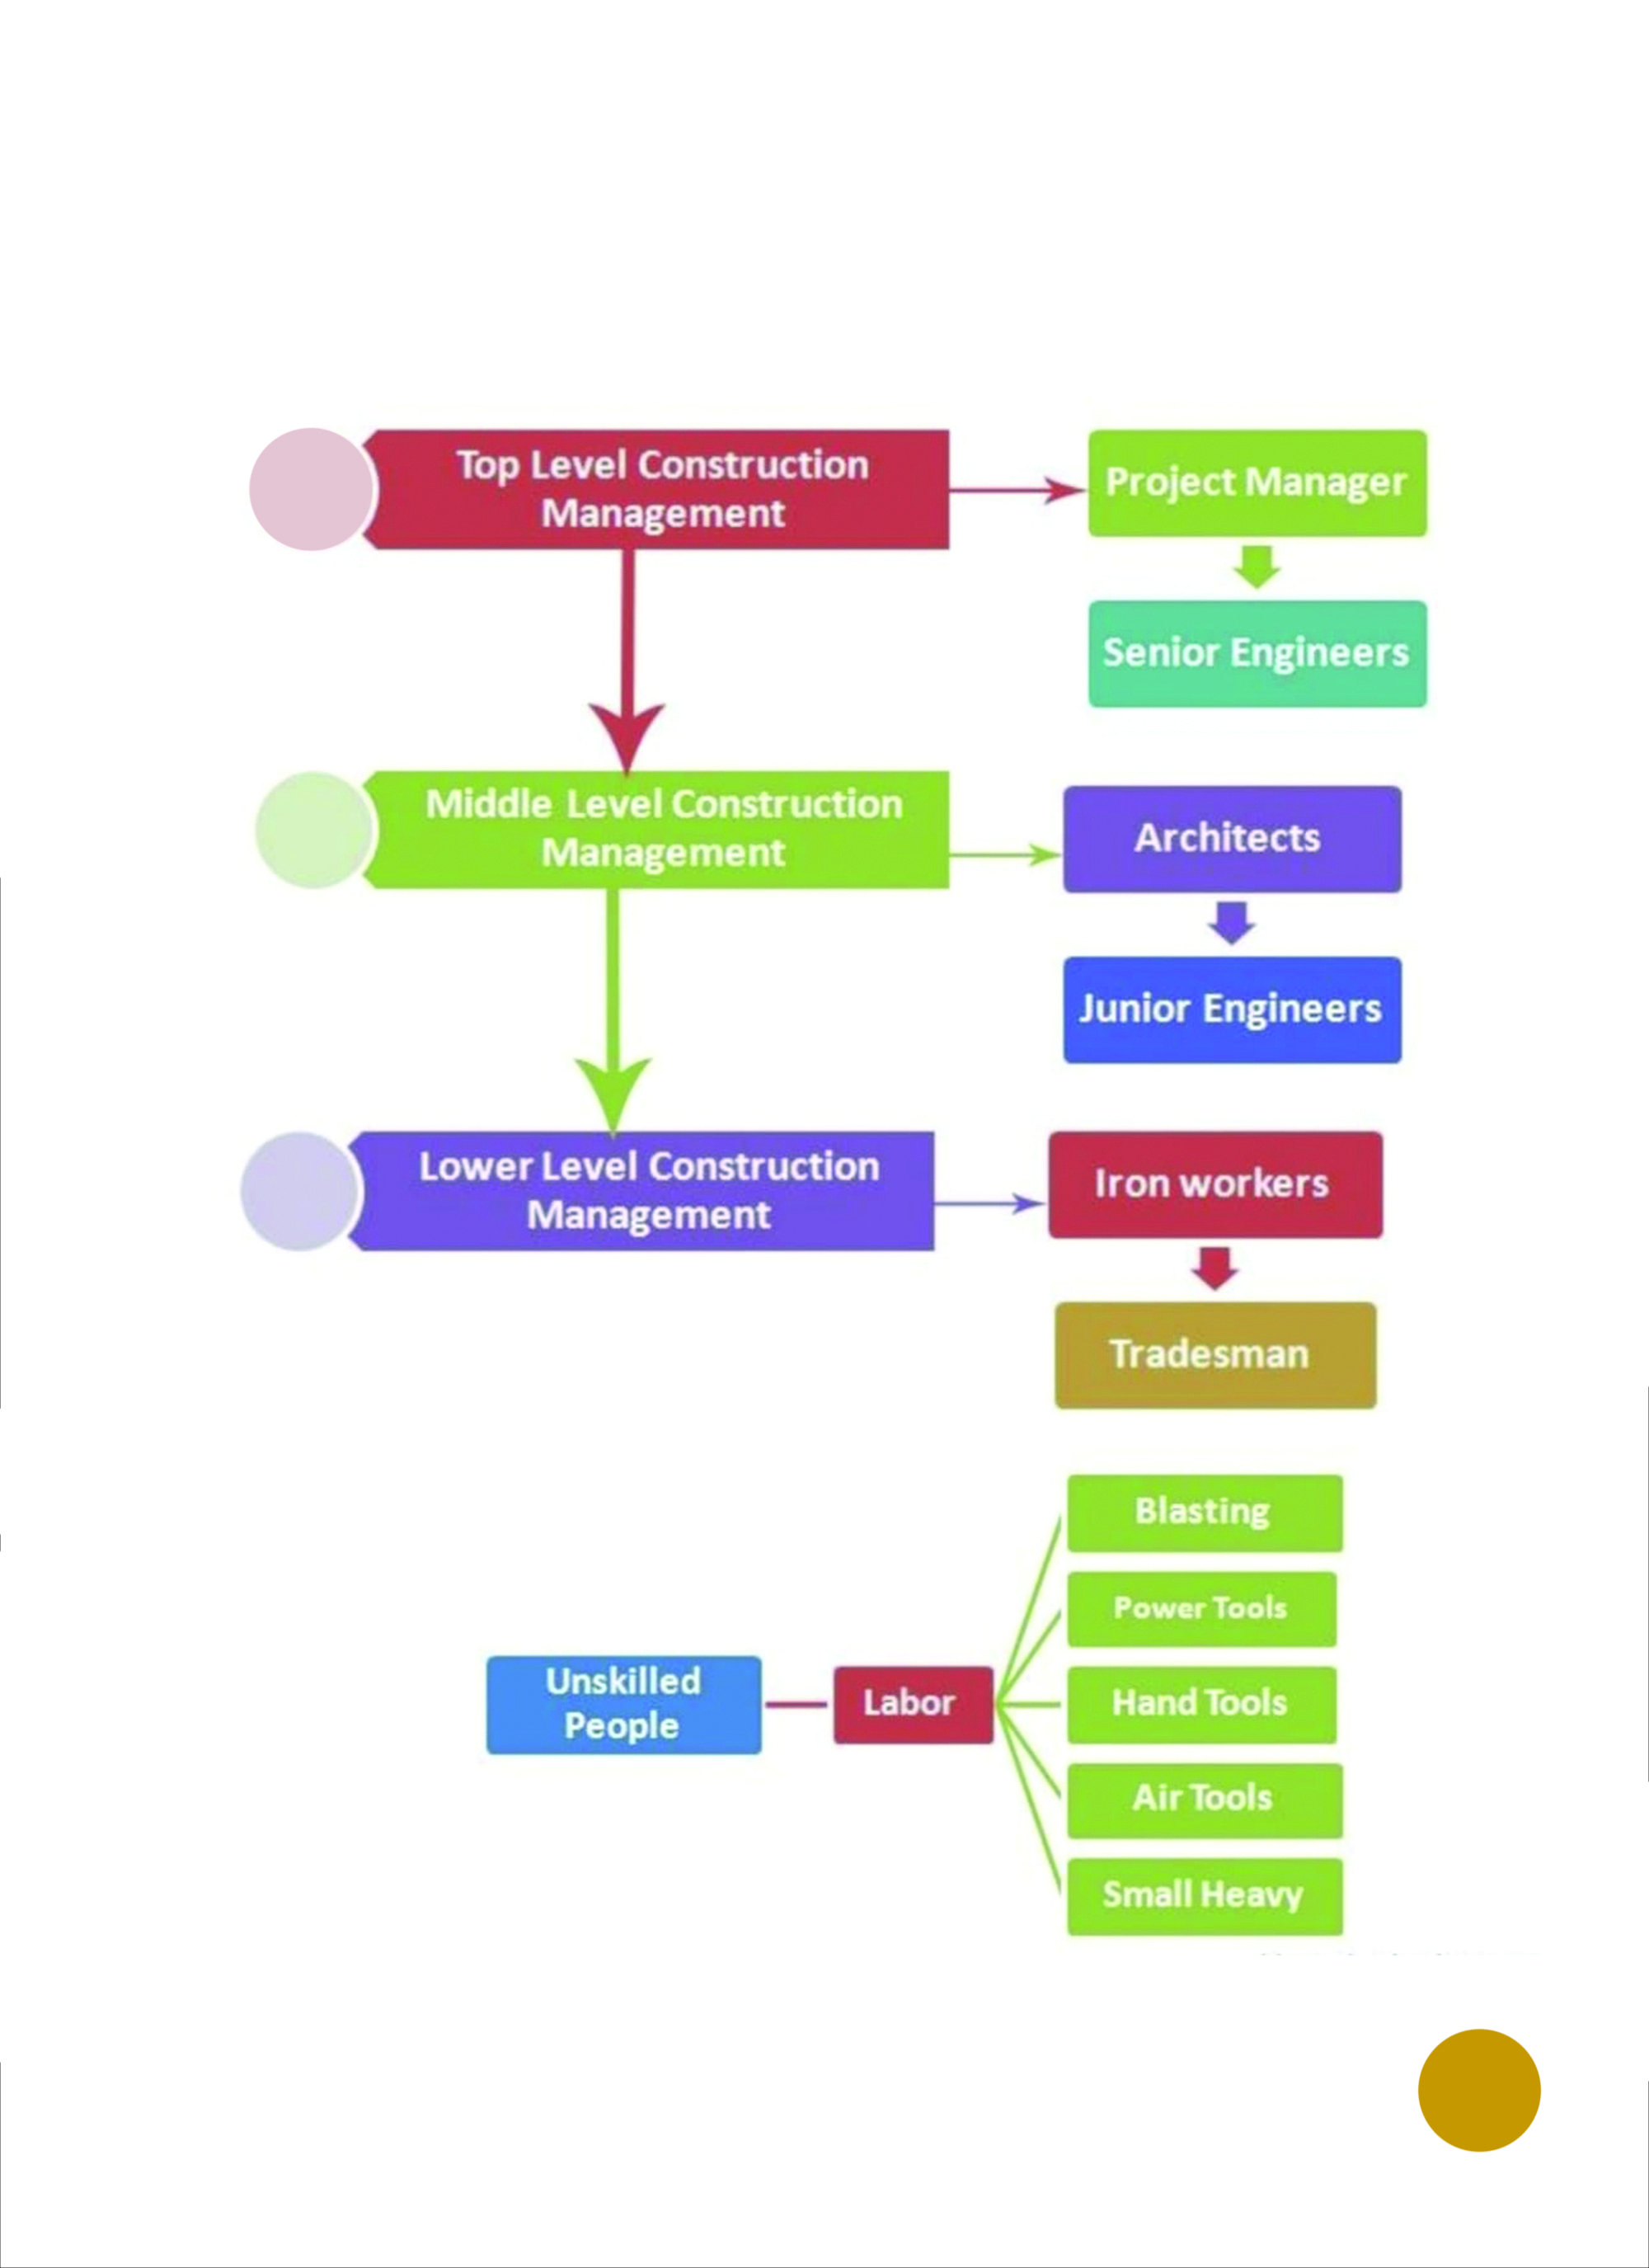 Top Level Construction
Management
Project Manager
Senior Engineers
Middle Level Construction
Management
Architects
Junior Engineers
Lower Level Construction
Management
Iron workers
Tradesman
Blasting
Power Tools
Unskilled
People
Labor
Hand Tools
Air Tools
Small Heavy